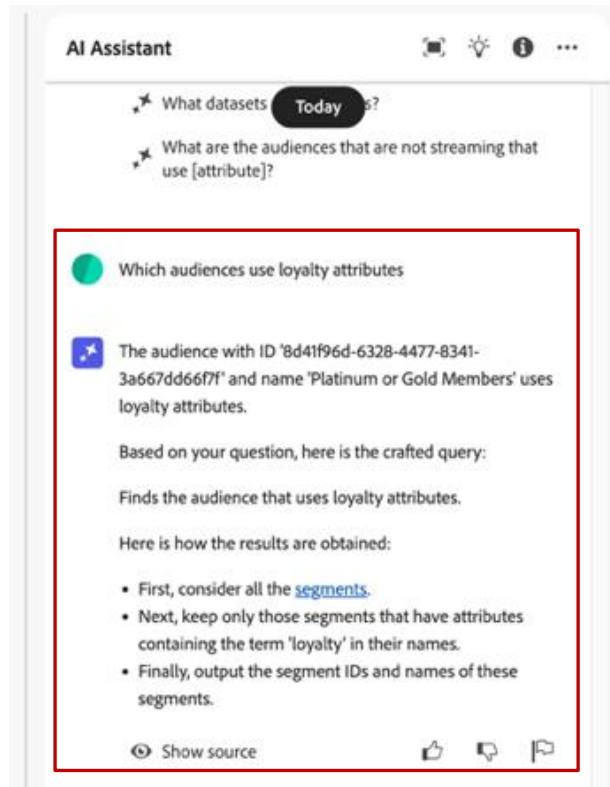 AI Assistant
What datasets
Today
s?
What are the audiences that are not streaming that
use [attribute]?
Which audiences use loyalty attributes
The audience with ID '8d41f96d-6328-4477-8341-
3a667dd66f7f' and name 'Platinum or Gold Members' uses
loyalty attributes.
Based on your question, here is the crafted query:
Finds the audience that uses loyalty attributes.
Here is how the results are obtained:
• First, consider all the segments.
• Next, keep only those segments that have attributes
containing the term 'loyalty' in their names.
• Finally, output the segment IDs and names of these
segments.
Show source